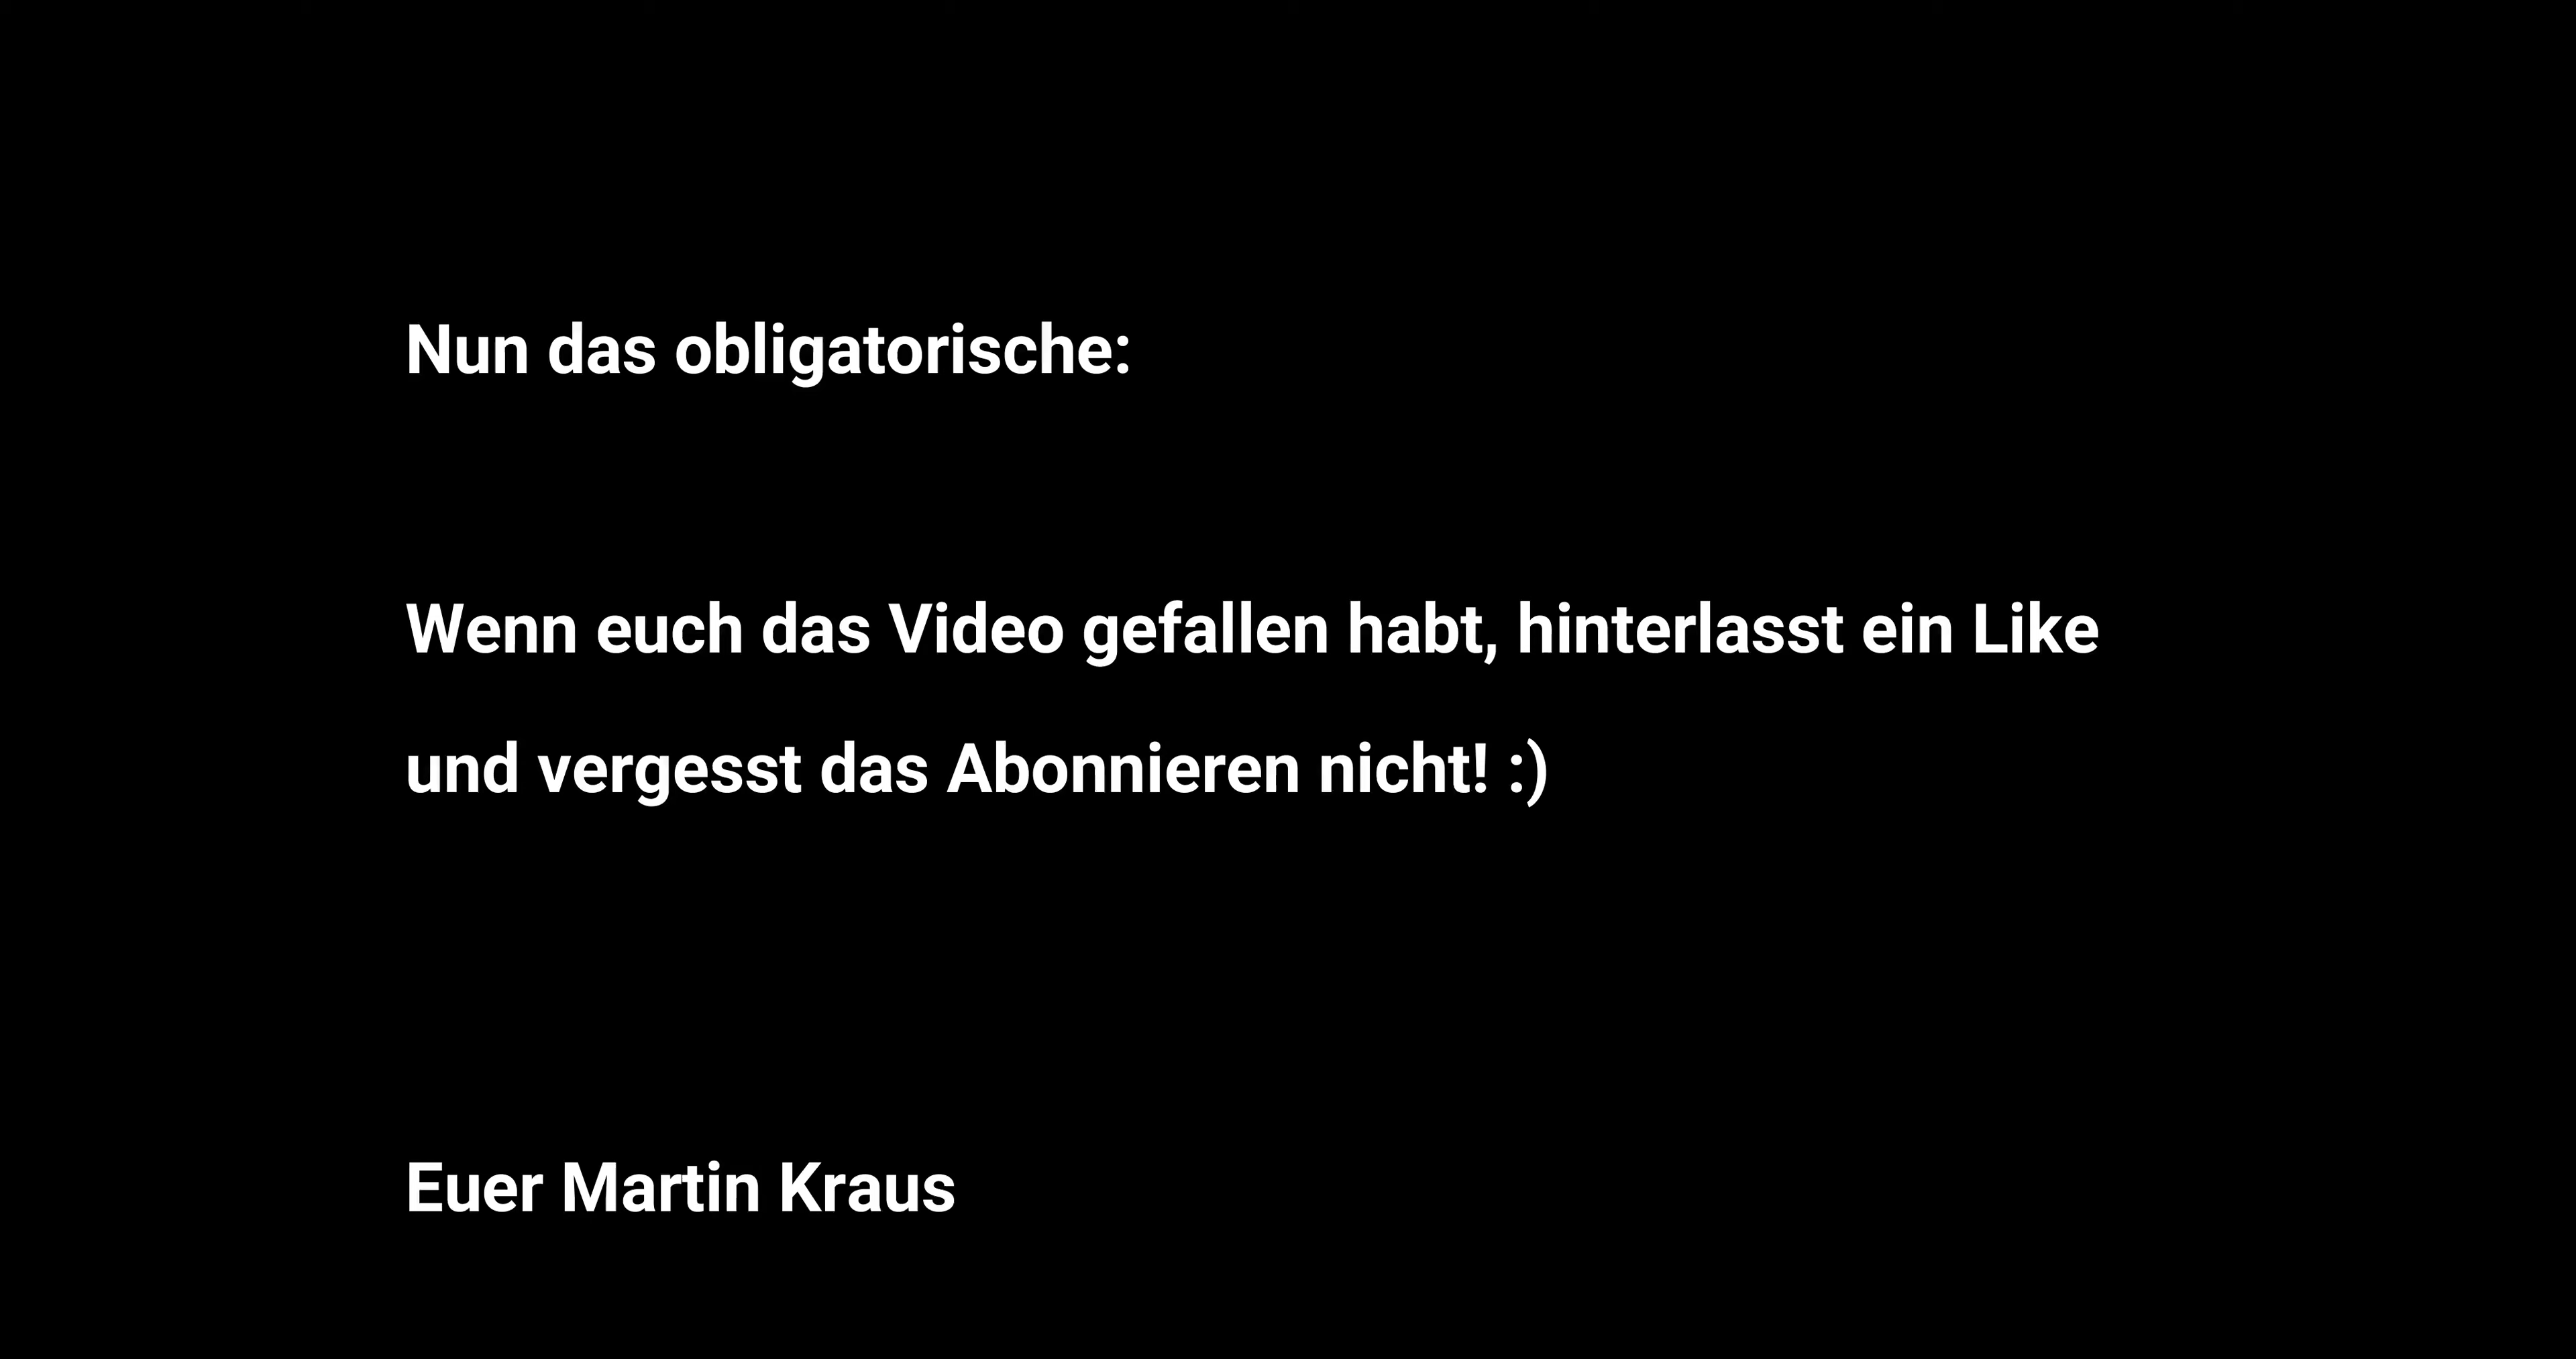 Nun das obligatorische:
Wenn euch das Video gefallen habt, hinterlasst ein Like
und vergesst das Abonnieren nicht! :)
Euer Martin Kraus